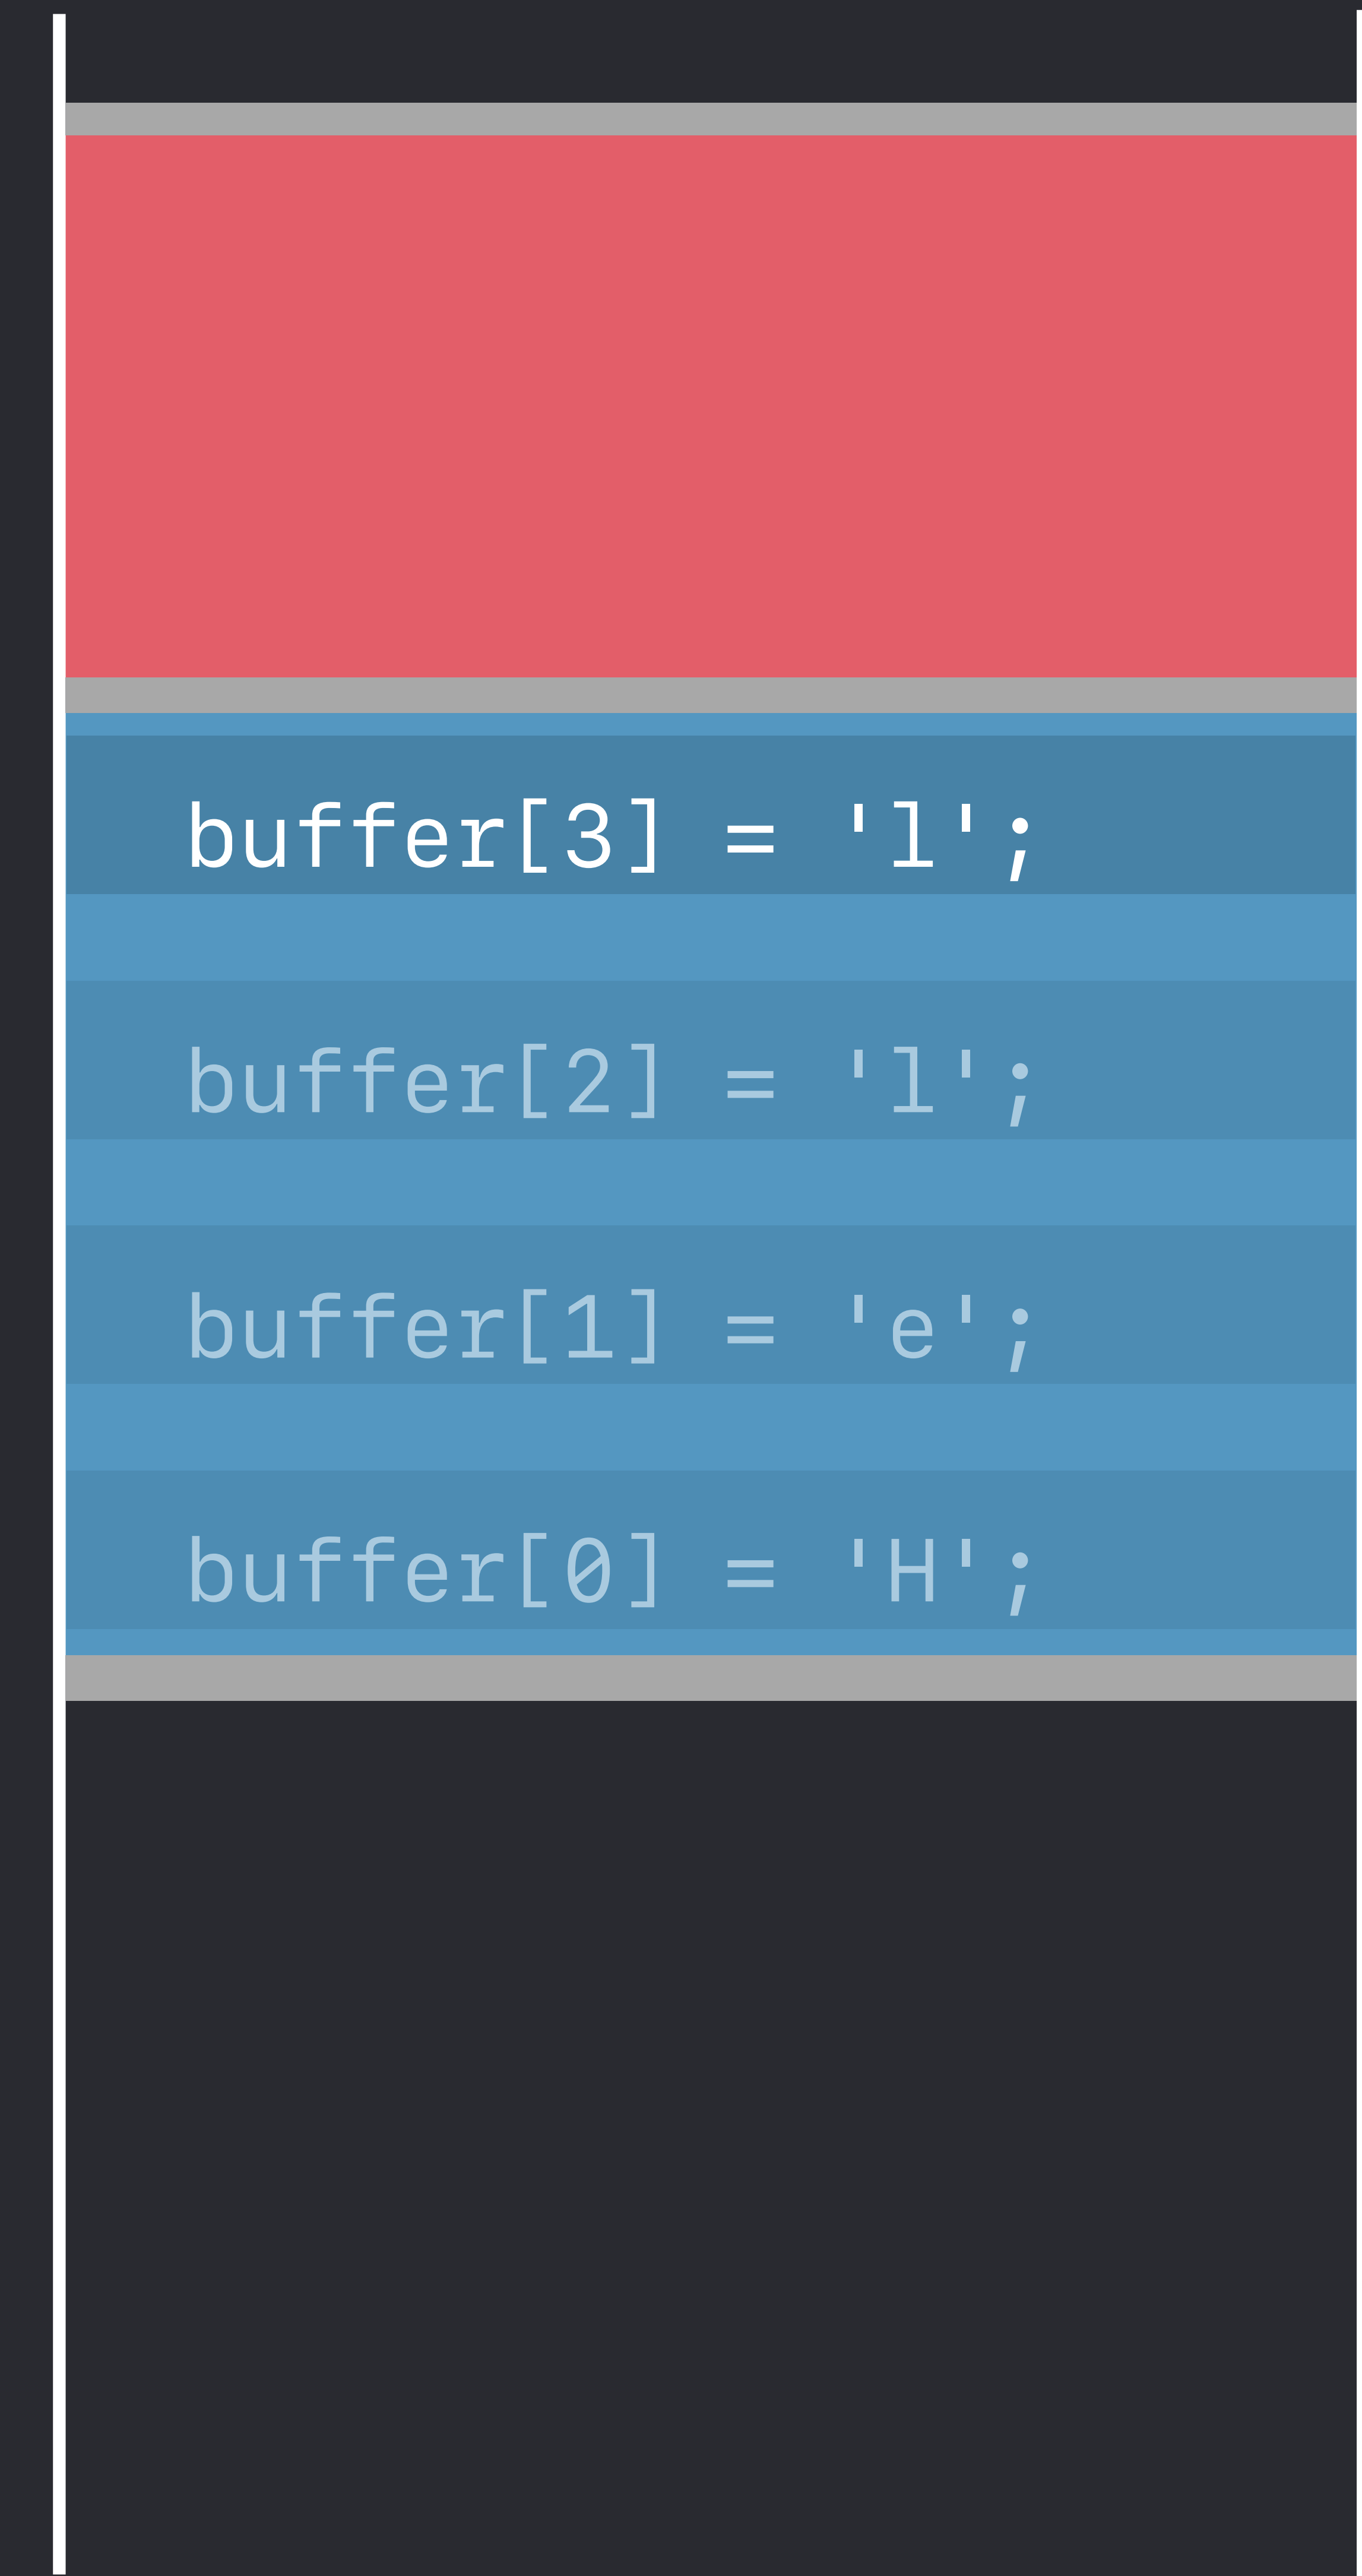 buffer[3] = 'l';
buffer[2] = 'l';
buffer[1] = 'e';
buffer[0] = 'H';